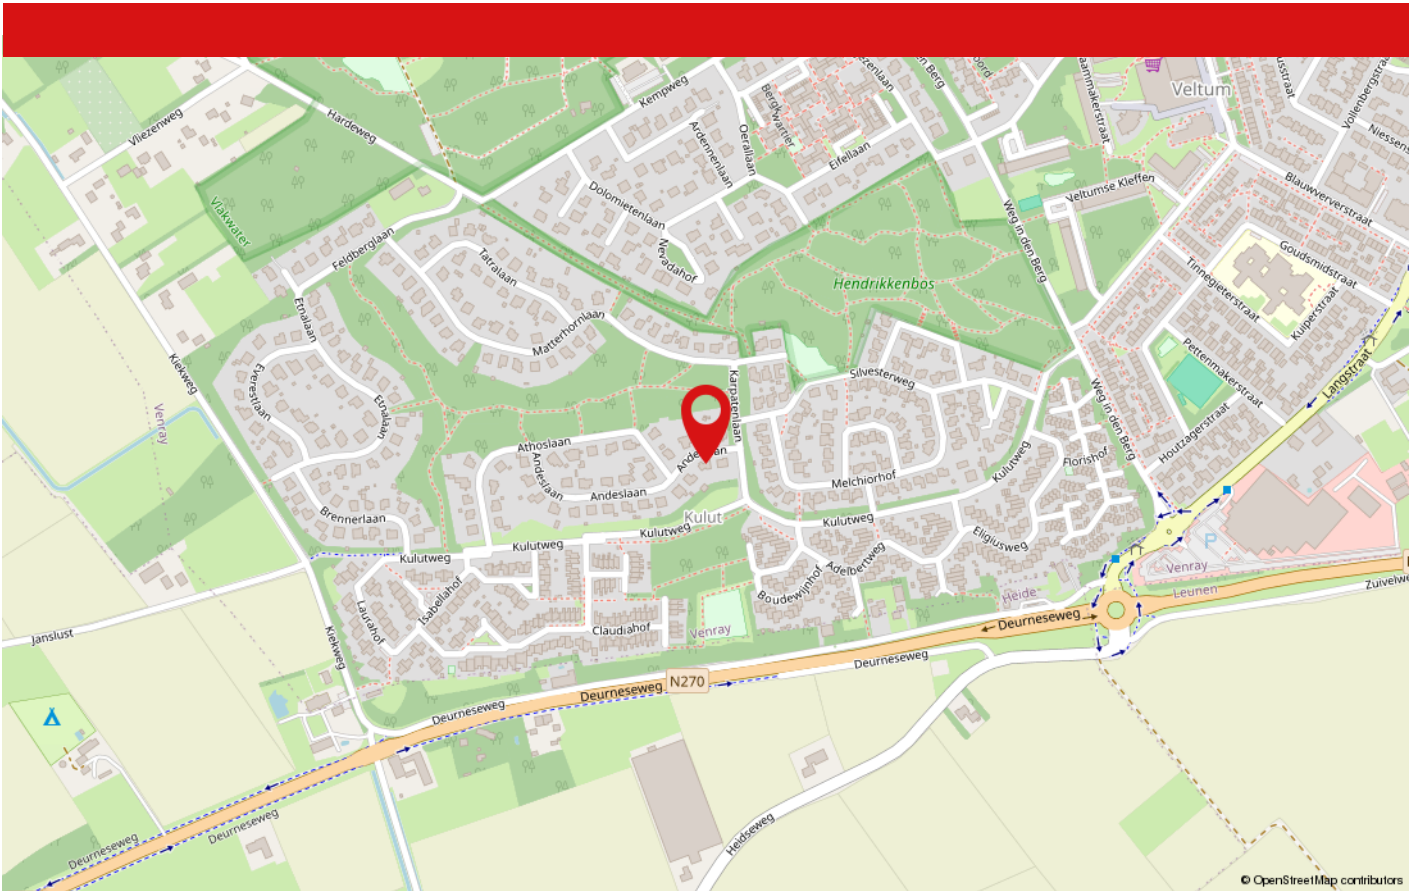 Veltum
Kempweg
Vliezenweg
Hardeweg
Bergkwartier
Oerallaan
Ardennenlaan
Eifellaan
Dolomietenlaan
Nevadahof
Vlakwater
Feldberglaan
Tatralaan
Matterhornlaan
Hendrikkenbos
Weg in den Berg
Veltumse Kleffen
Blauwververstraat
Goudsmidstraat
Tinnegieterstraat
Kuiperstraat
Pettenmakerstraat
Langstraat
Houtzagerstraat
Weg in den Berg
Etnalaan
Everestlaan
Etnalaan
Kiekweg
Venray
Karpatenlaan
Silvesterweg
Athoslaan
Andeslaan
Andeslaan
Melchiorhof
Kulutweg
Florishof
Brennerlaan
Kulut
Kulutweg
Kulutweg
Kulutweg
Kulutweg
Eligiusweg
Adelbertweg
Boudewijnhof
Isabellahof
Laurahof
Claudiahof
Venray
Heide
P
Venray
Leunen
Janslust
Kiekweg
Deurneseweg
Deurneseweg
Deurneseweg
N270
Deurneseweg
Deurneseweg
Deurneseweg
Heidseweg
© OpenStreetMap contributors